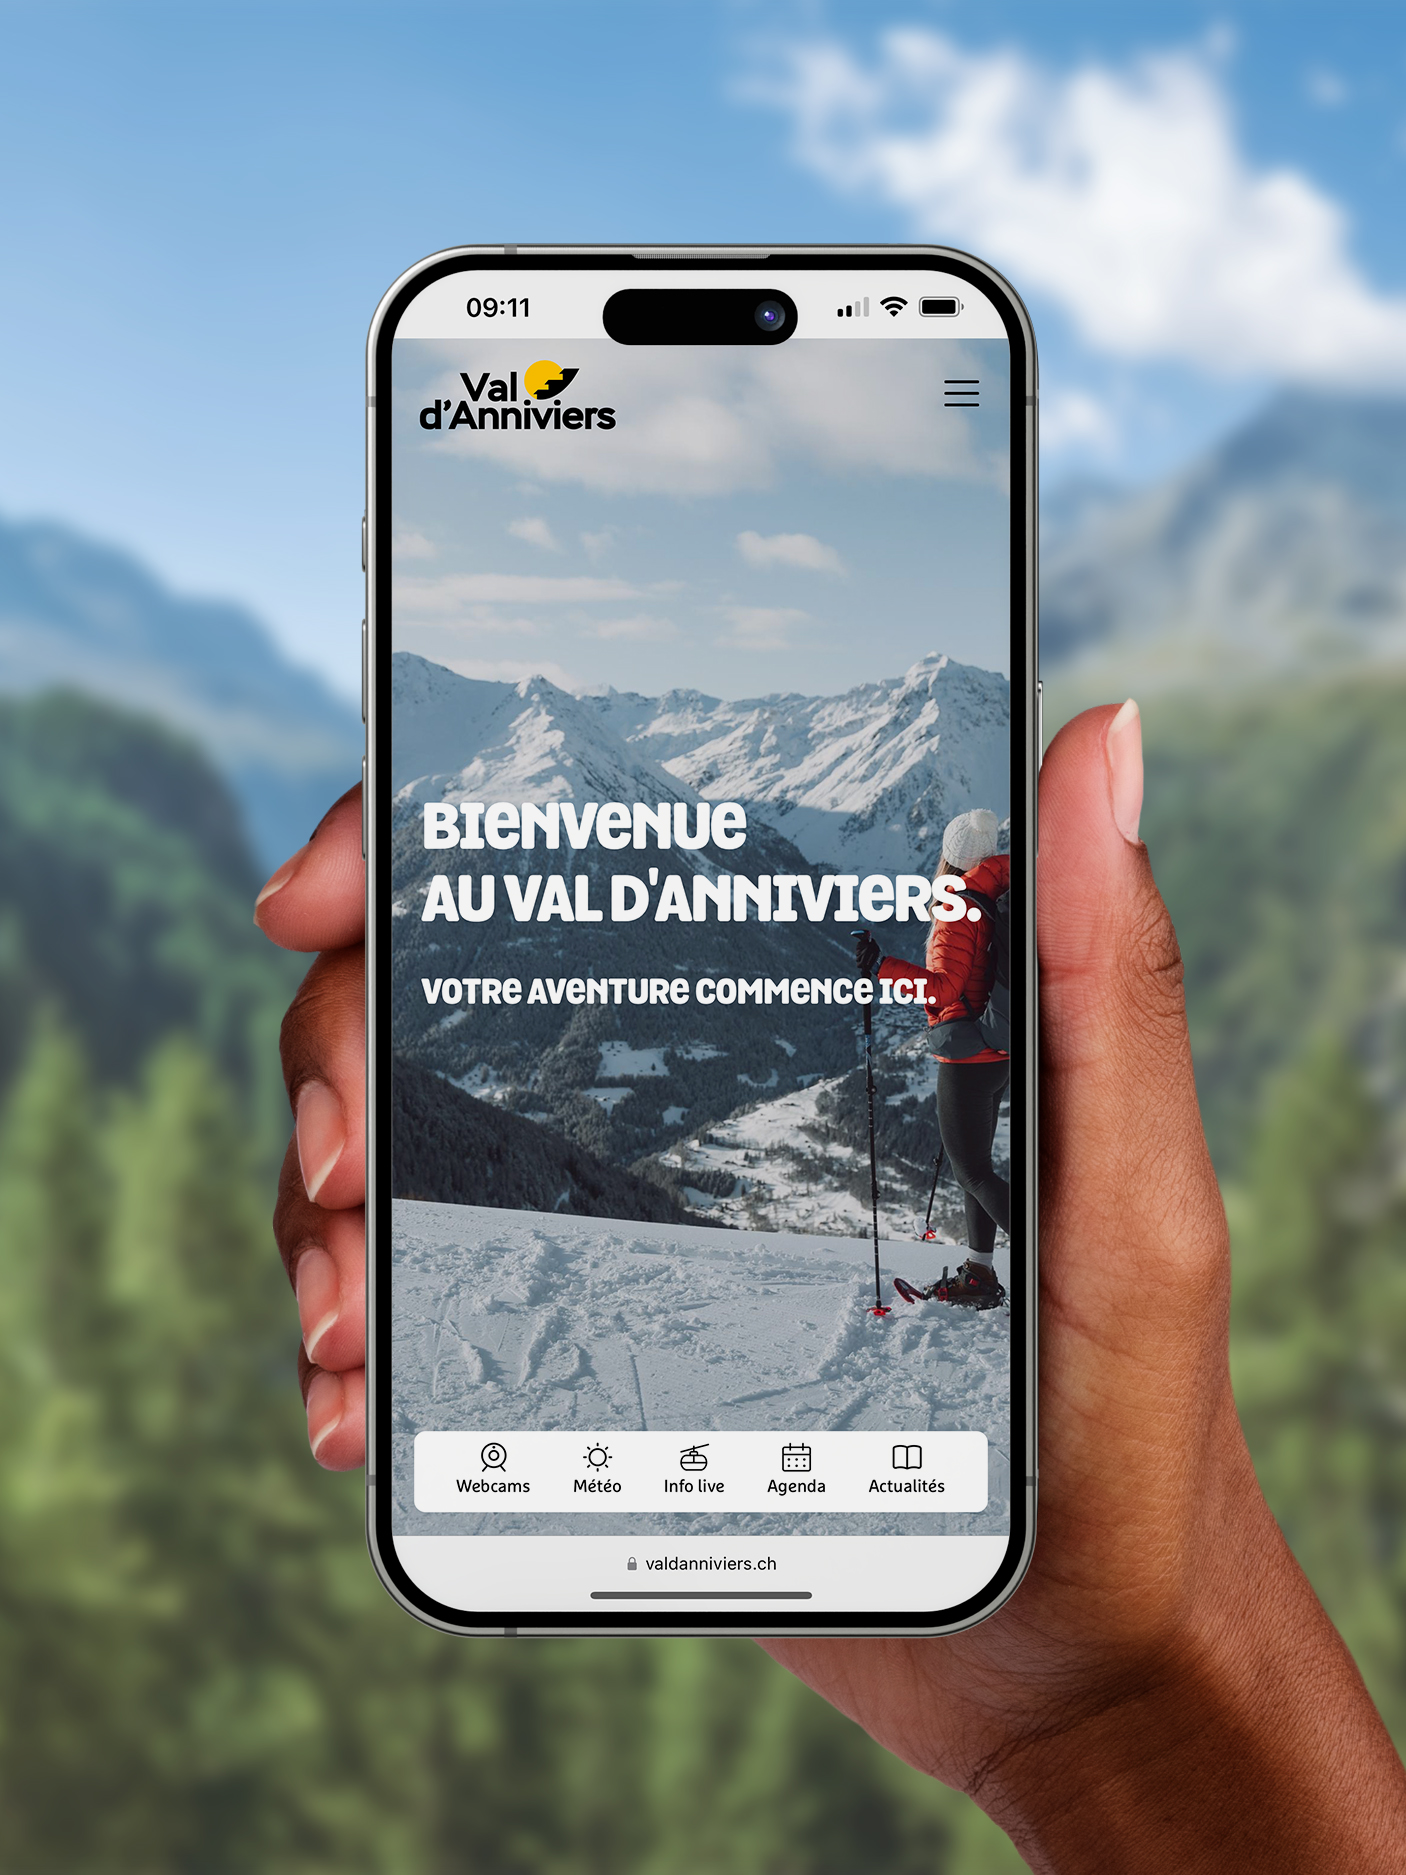 09:11
Val
d'Anniviers
BIENVENUE
AU VAL D'ANNIVIERS.
VOTRE AVENTURE COMMENCE ICI.
Webcams Météo Info live Agenda Actualités
valdanniviers.ch